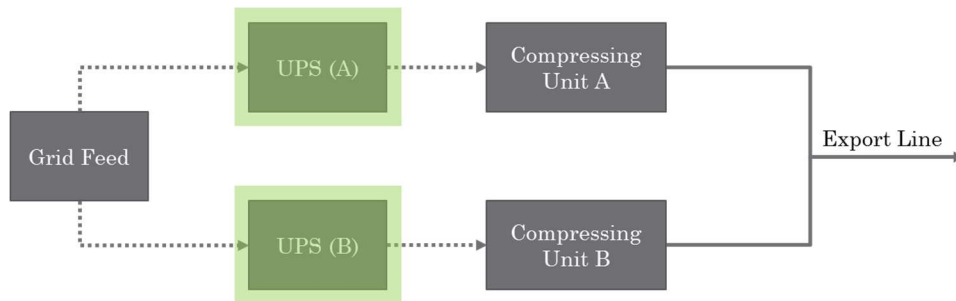 UPS (A)
Compressing
Unit A
Grid Feed
Export Line
UPS (B)
Compressing
Unit B